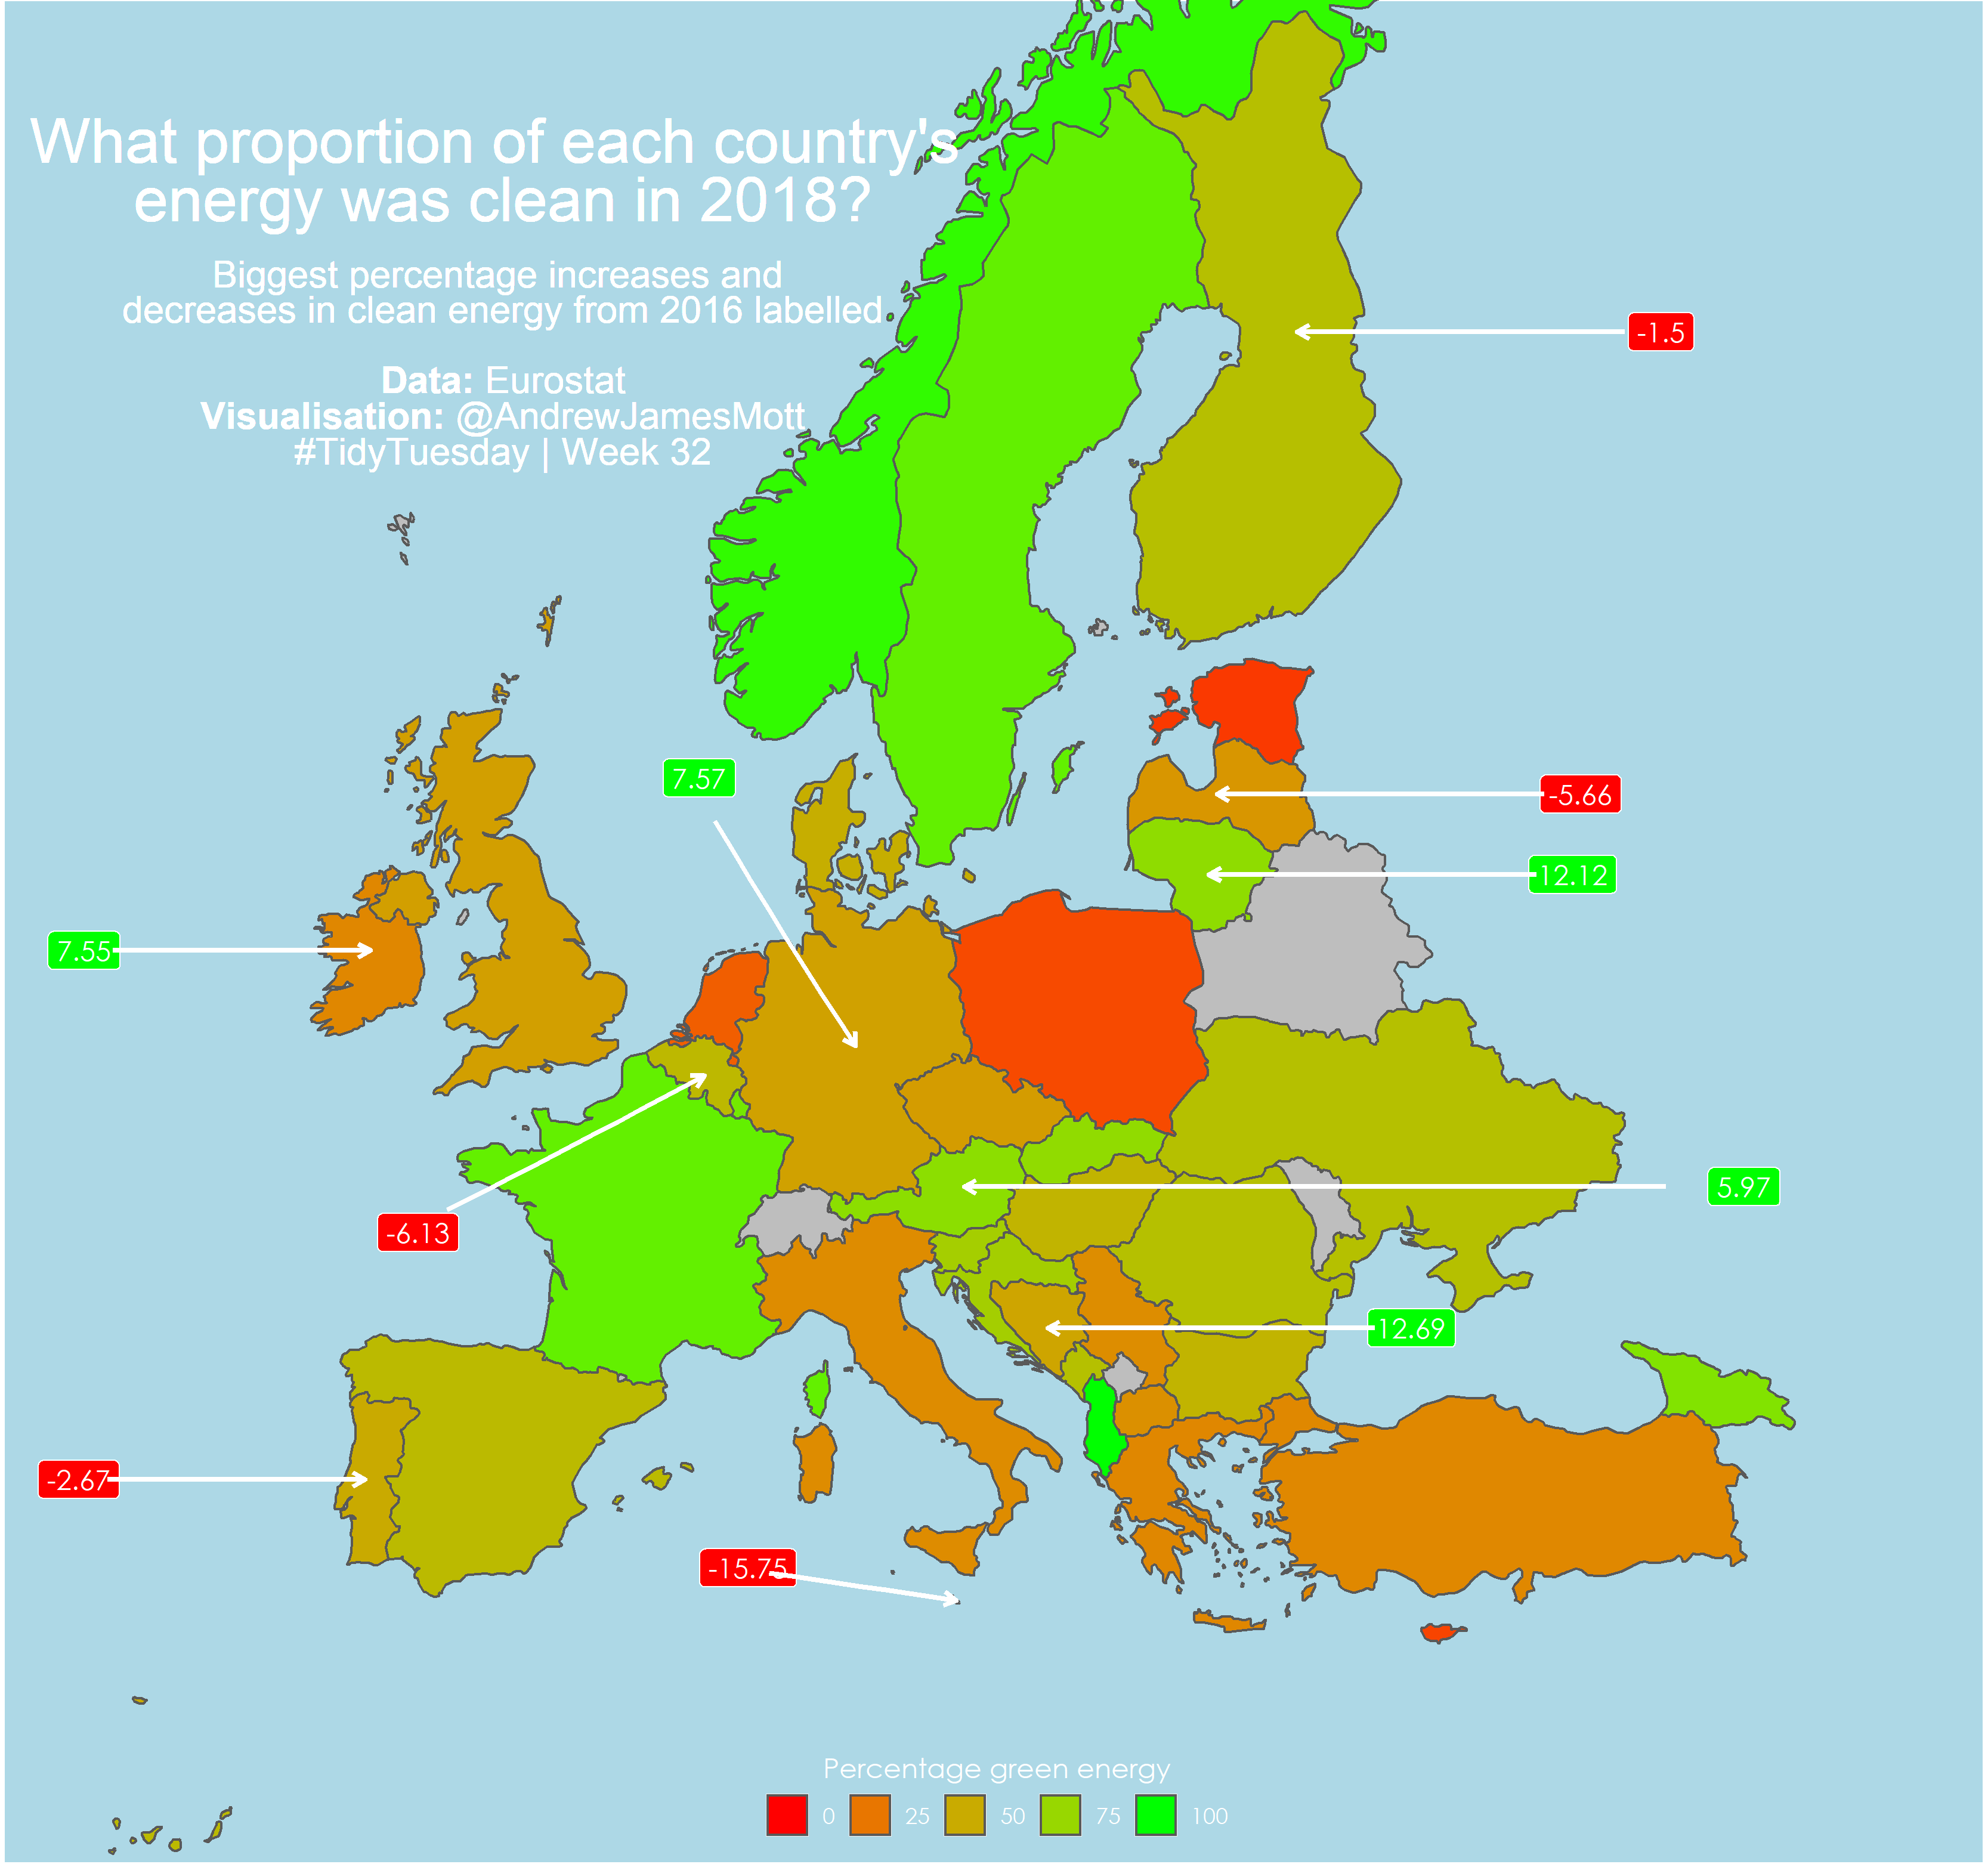 What proportion of each country's
energy was clean in 2018?
Biggest percentage increases and
decreases in clean energy from 2016 labelled
Data: Eurostat
Visualisation: @AndrewJamesMott
#TidyTuesday | Week 32
-1.5
7.57
-5.66
12.12
7.55
5.97
-6.13
12.69
-2.67
-15.75
Percentage green energy
0 25 50 75 100